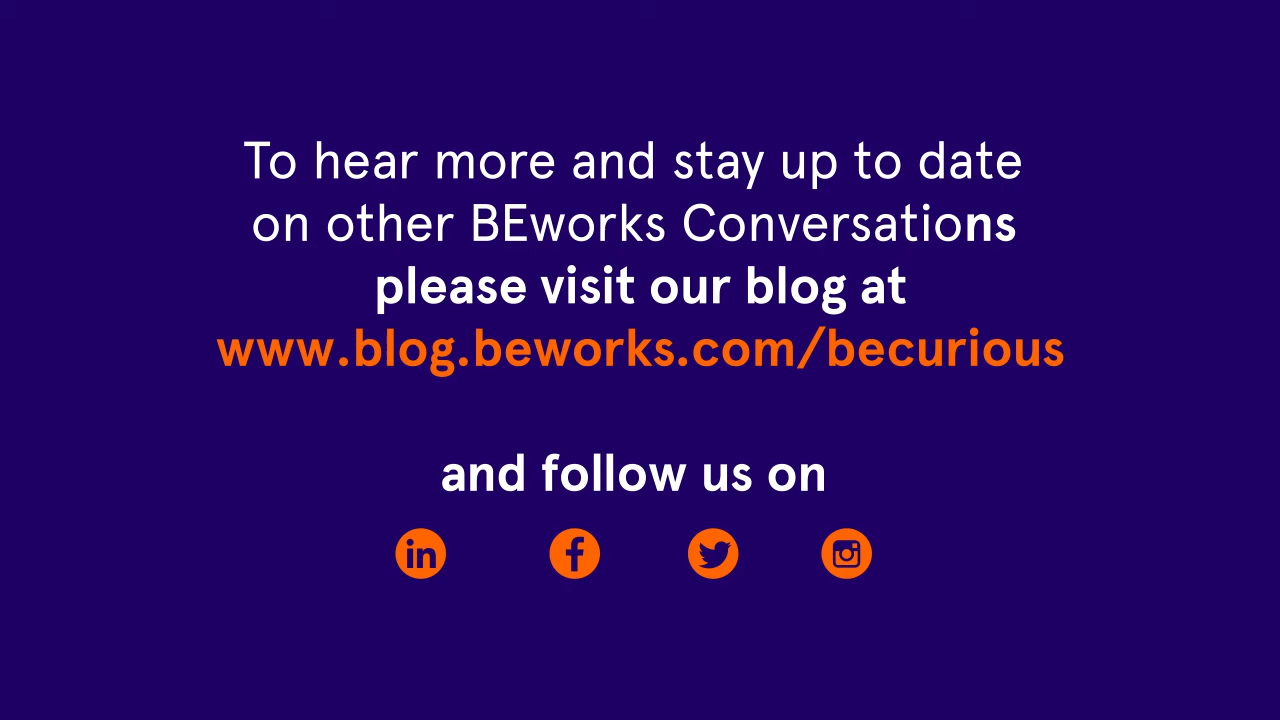 To hear more and stay up to date
on other BEworks Conversations
please visit our blog at
www.blog.beworks.com/becurious
and follow us on
in
f